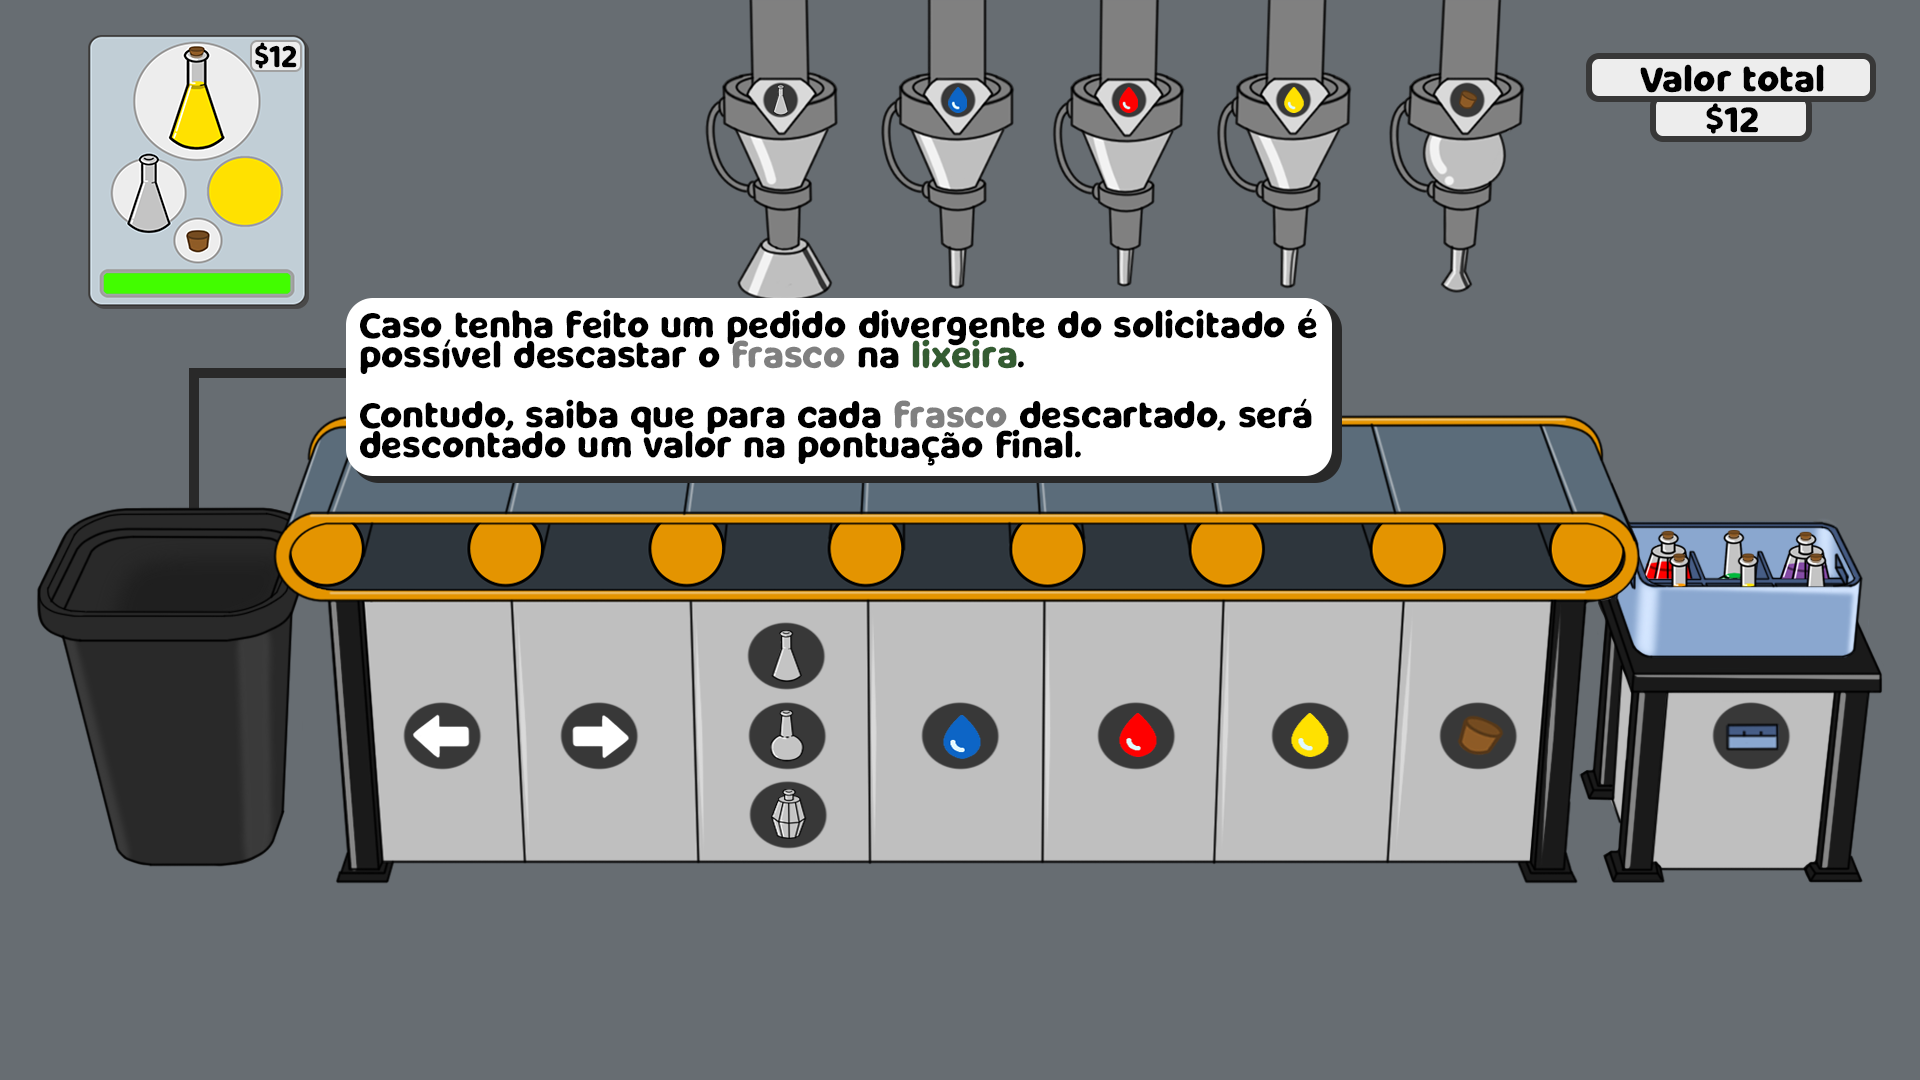 $12
Valor total
$12
Caso tenha feito um pedido divergente do solicitado é
possível descastar o frasco na lixeira.
Contudo, saiba que para cada frasco descartado, será
descontado um valor na pontuação final.